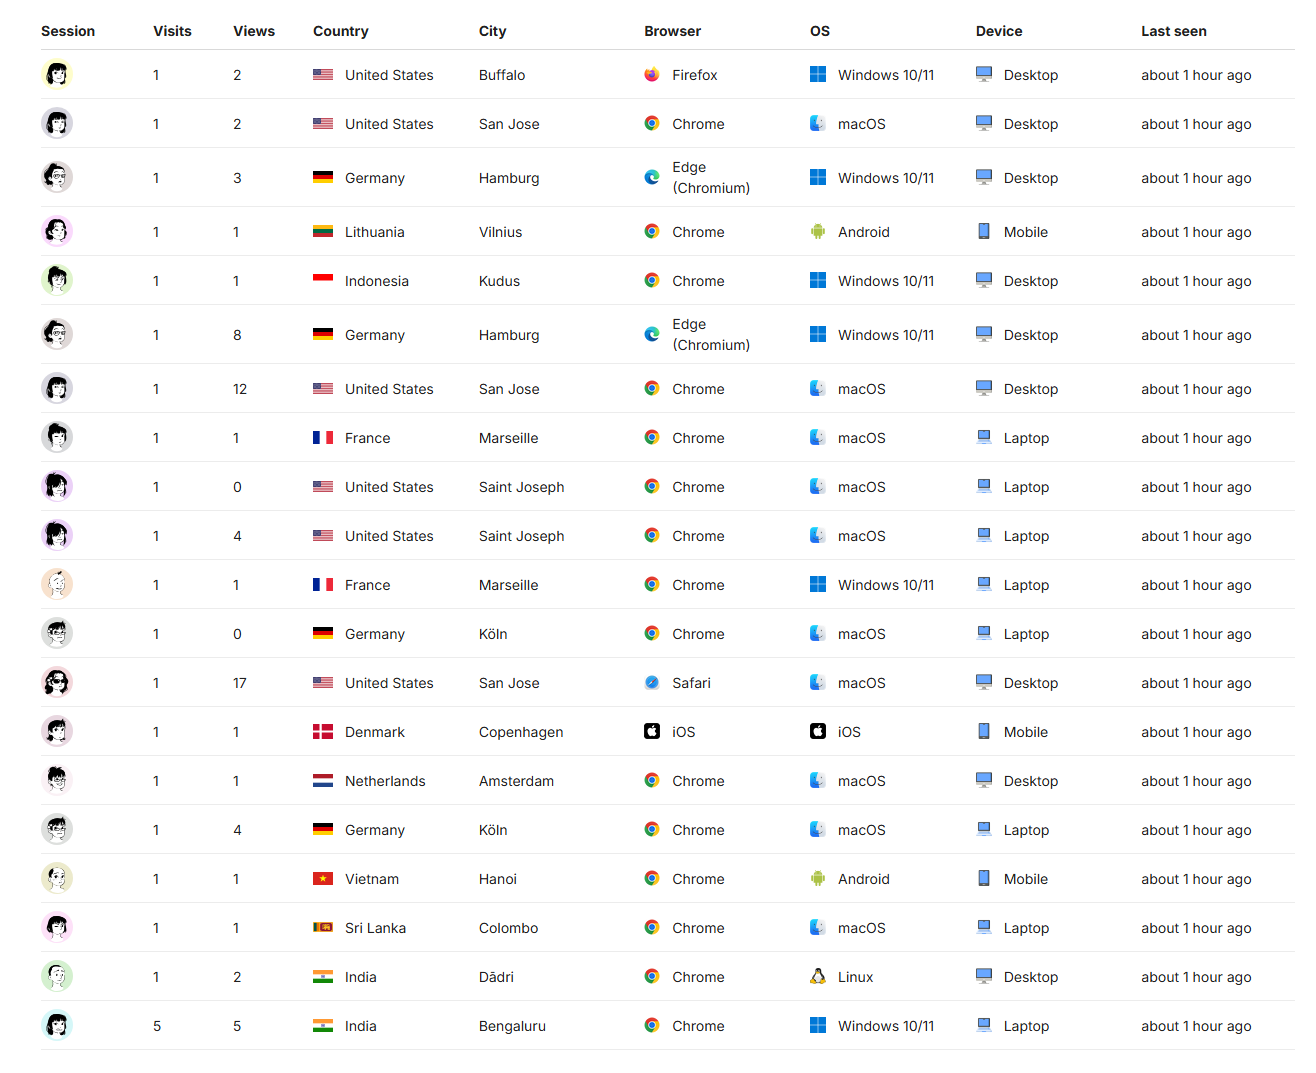 Session Visits Views Country City Browser OS Device Last seen
1 2 United States Buffalo Firefox Windows 10/11 Desktop about 1 hour ago
1 2 United States San Jose Chrome macOS Desktop about 1 hour ago
1 3 Germany Hamburg Edge (Chromium) Windows 10/11 Desktop about 1 hour ago
1 1 Lithuania Vilnius Chrome Android Mobile about 1 hour ago
1 1 Indonesia Kudus Chrome Windows 10/11 Desktop about 1 hour ago
1 8 Germany Hamburg Edge (Chromium) Windows 10/11 Desktop about 1 hour ago
1 12 United States San Jose Chrome macOS Desktop about 1 hour ago
1 1 France Marseille Chrome macOS Laptop about 1 hour ago
1 0 United States Saint Joseph Chrome macOS Laptop about 1 hour ago
1 4 United States Saint Joseph Chrome macOS Laptop about 1 hour ago
1 1 France Marseille Chrome Windows 10/11 Laptop about 1 hour ago
1 0 Germany Köln Chrome macOS Laptop about 1 hour ago
1 17 United States San Jose Safari macOS Desktop about 1 hour ago
1 1 Denmark Copenhagen iOS iOS Mobile about 1 hour ago
1 1 Netherlands Amsterdam Chrome macOS Desktop about 1 hour ago
1 4 Germany Köln Chrome macOS Laptop about 1 hour ago
1 1 Vietnam Hanoi Chrome Android Mobile about 1 hour ago
1 1 Sri Lanka Colombo Chrome macOS Laptop about 1 hour ago
1 2 India Dādri Chrome Linux Desktop about 1 hour ago
5 5 India Bengaluru Chrome Windows 10/11 Laptop about 1 hour ago